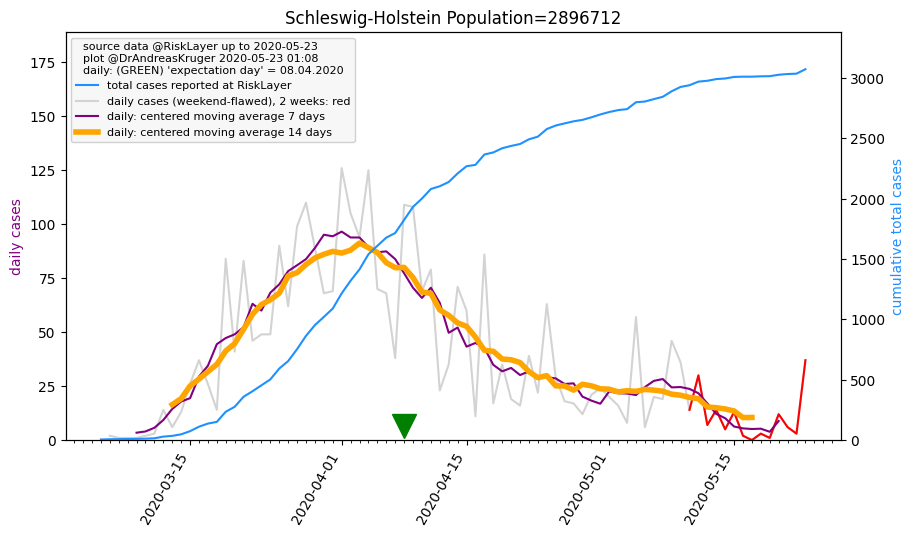 Schleswig-Holstein Population=2896712
source data @RiskLayer up to 2020-05-23
plot @DrAndreasKruger 2020-05-23 01:08
daily: (GREEN) 'expectation day' = 08.04.2020
total cases reported at RiskLayer
daily cases (weekend-flawed), 2 weeks: red
daily: centered moving average 7 days
daily: centered moving average 14 days
daily cases
175
150
125
100
75
50
25
0
cumulative total cases
3000
2500
2000
1500
1000
500
0
2020-03-15
2020-04-01
2020-04-15
2020-05-01
2020-05-15